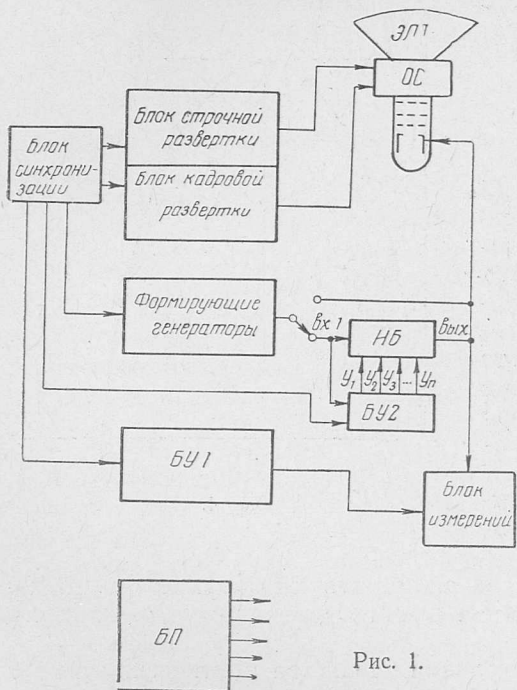 ЭЛТ
ОС
Блок строчной
развертки
Блок
синхрони-
зации
Блок кадровой
развертки
Формирующие
генераторы
вх.1
НБ
вых.
У1 У2 У3 ... Уn
БУ2
БУ1
Блок
измерений
БП
Рис. 1.